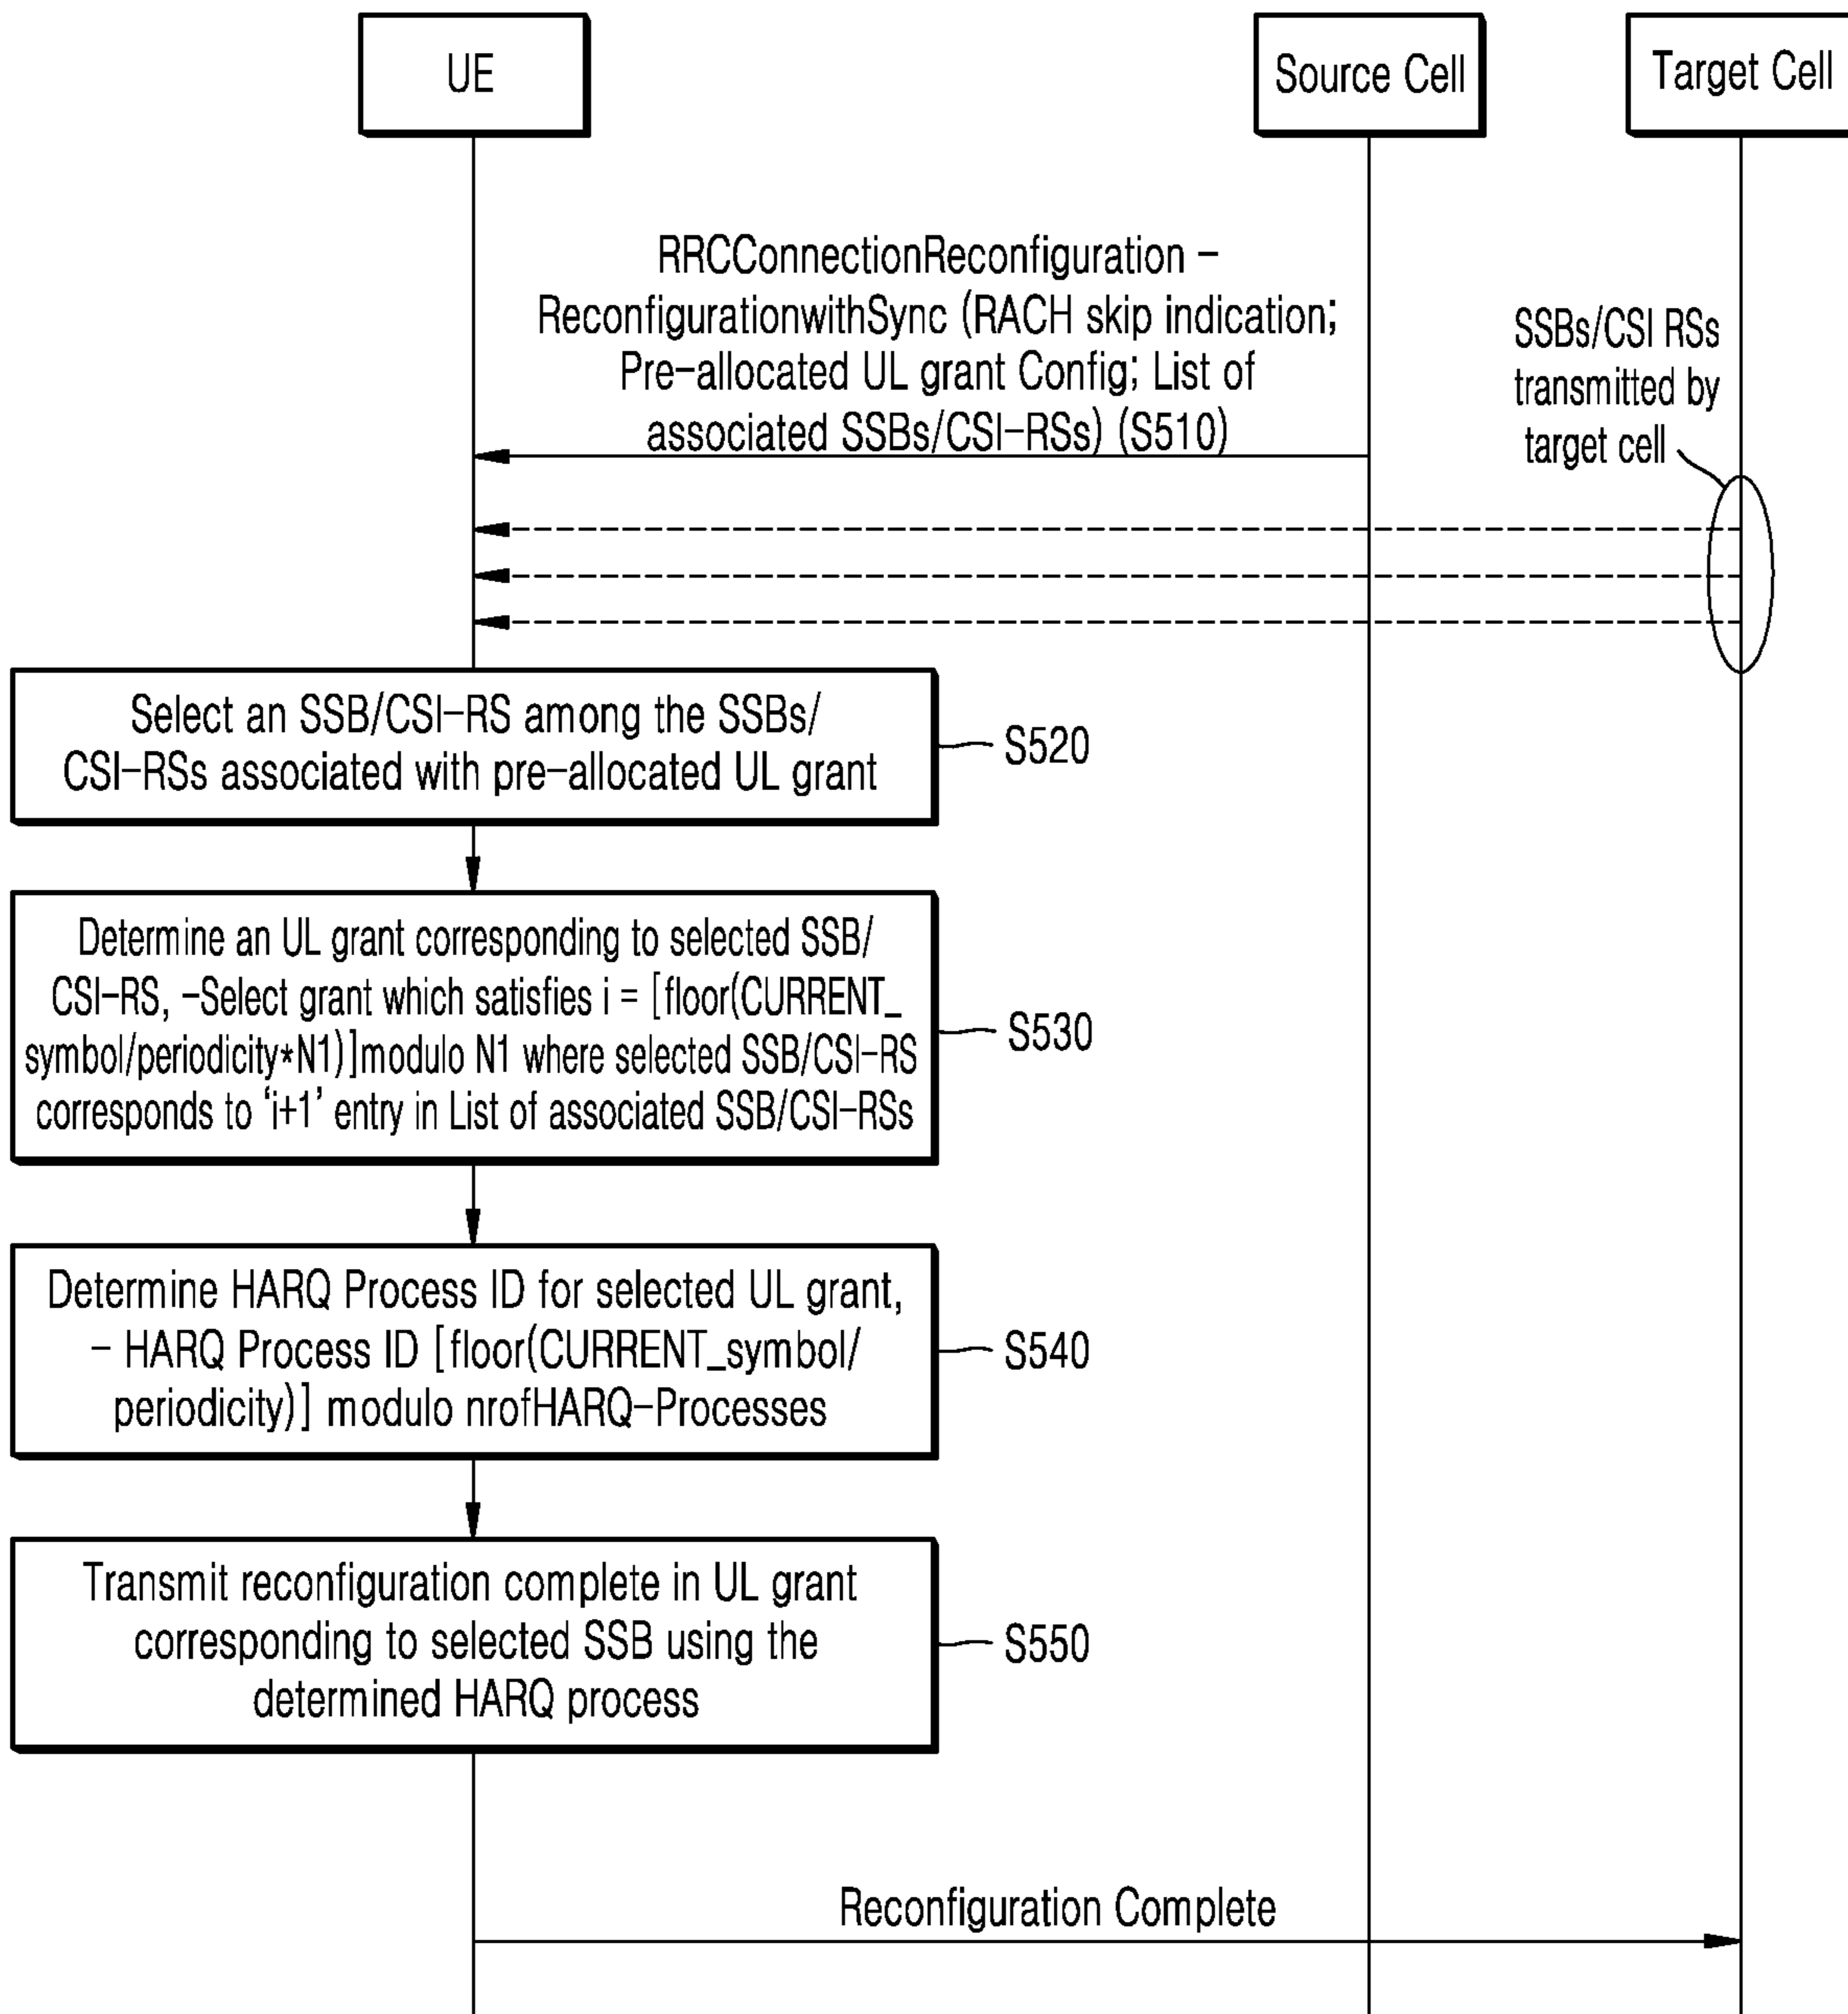 UE
Source Cell
Target Cell
RRCConnectionReconfiguration –
ReconfigurationwithSync (RACH skip indication;
Pre-allocated UL grant Config; List of
associated SSBs/CSI-RSs) (S510)
SSBs/CSI RSs
transmitted by
target cell
Select an SSB/CSI-RS among the SSBs/
CSI-RSs associated with pre-allocated UL grant
S520
Determine an UL grant corresponding to selected SSB/
CSI-RS, -Select grant which satisfies i = [floor(CURRENT_
symbol/periodicity*N1)]modulo N1 where selected SSB/CSI-RS
corresponds to ‘i+1’ entry in List of associated SSB/CSI-RSs
S530
Determine HARQ Process ID for selected UL grant,
– HARQ Process ID [floor(CURRENT_symbol/
periodicity)] modulo nrofHARQ-Processes
S540
Transmit reconfiguration complete in UL grant
corresponding to selected SSB using the
determined HARQ process
S550
Reconfiguration Complete